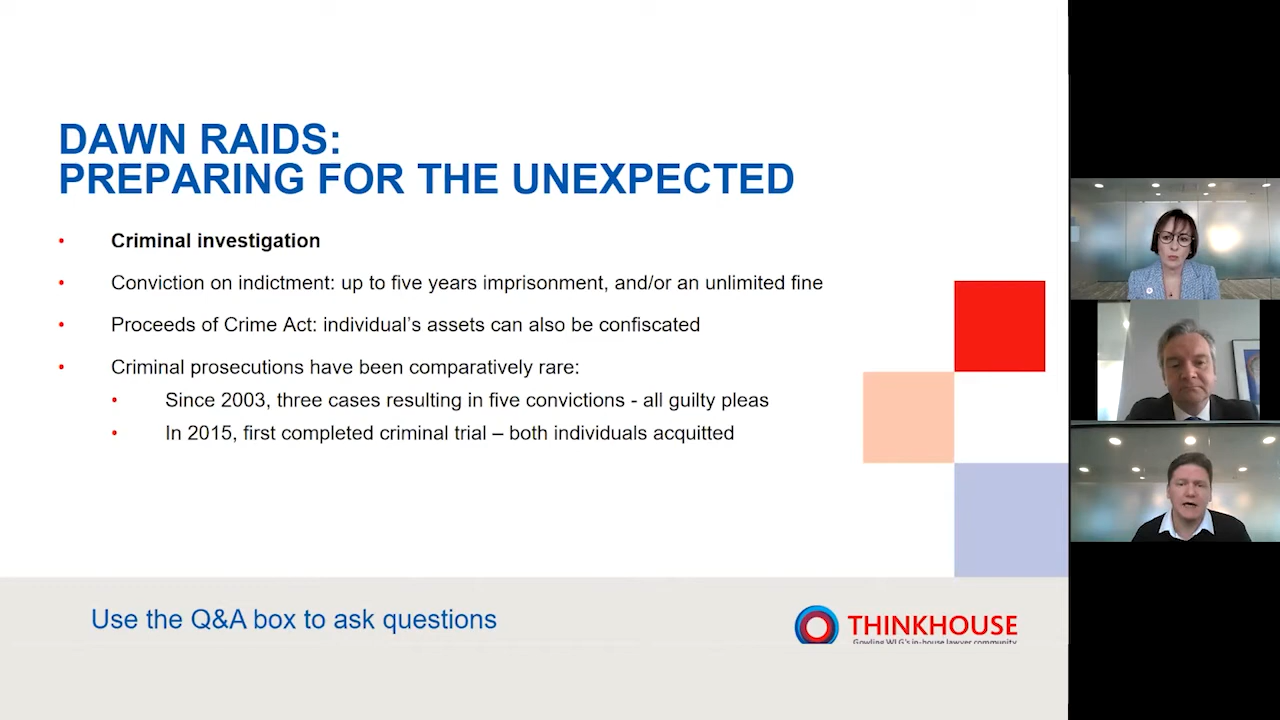 DAWN RAIDS:
PREPARING FOR THE UNEXPECTED
• Criminal investigation
• Conviction on indictment: up to five years imprisonment, and/or an unlimited fine
• Proceeds of Crime Act: individual's assets can also be confiscated
• Criminal prosecutions have been comparatively rare:
• Since 2003, three cases resulting in five convictions - all guilty pleas
• In 2015, first completed criminal trial – both individuals acquitted
Use the Q&A box to ask questions
THINKHOUSE
Gowling WLG's in-house lawyer community